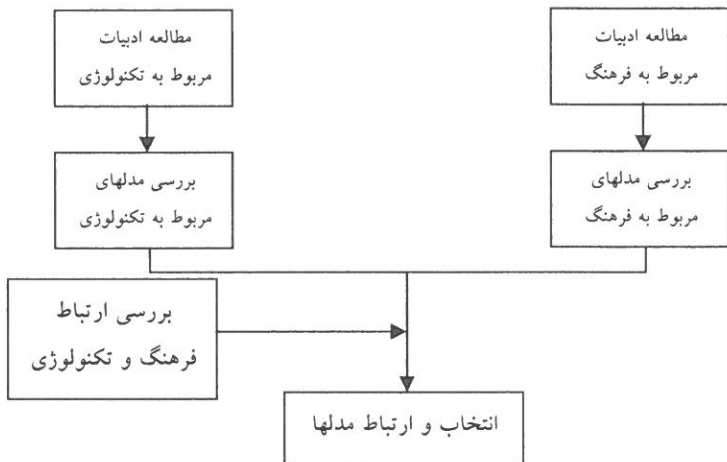 مطالعه ادبیات
مربوط به فرهنگ
مطالعه ادبیات
مربوط به تکنولوژی
بررسی مدلهای
مربوط به فرهنگ
بررسی مدلهای
مربوط به تکنولوژی
بررسی ارتباط
فرهنگ و تکنولوژی
انتخاب و ارتباط مدلها